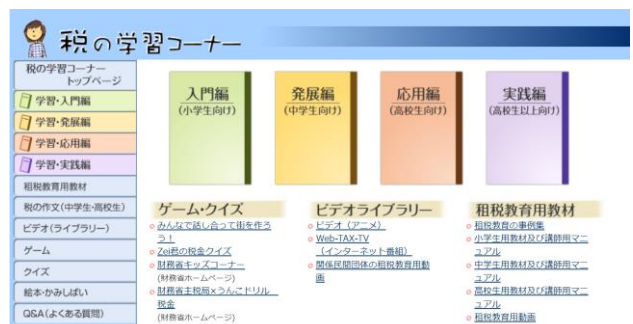 税の学習コーナー
税の学習コーナー
トップページ
学習・入門編
学習・発展編
学習・応用編
学習・実践編
租税教育用教材
税の作文(中学生・高校生)
ビデオ(ライブラリー)
ゲーム
クイズ
絵本・かみしばい
Q&A(よくある質問)
入門編
(小学生向け)
発展編
(中学生向け)
応用編
(高校生向け)
実践編
(高校生以上向け)
ゲーム・クイズ
みんなで話し合って街を作ろ
う!
Zei君の税金クイズ
財務省キッズコーナー
(財務省ホームページ)
財務省主税局×うんこドリル
税金
(財務省ホームページ)
ビデオライブラリー
ビデオ(アニメ)
Web-TAX-TV
(インターネット番組)
関係民間団体の租税教育用動
画
租税教育用教材
租税教育の事例集
小学生用教材及び講師用マニ
ュアル
中学生用教材及び講師用マニ
ュアル
高校生用教材及び講師用マニ
ュアル
租税教育用動画